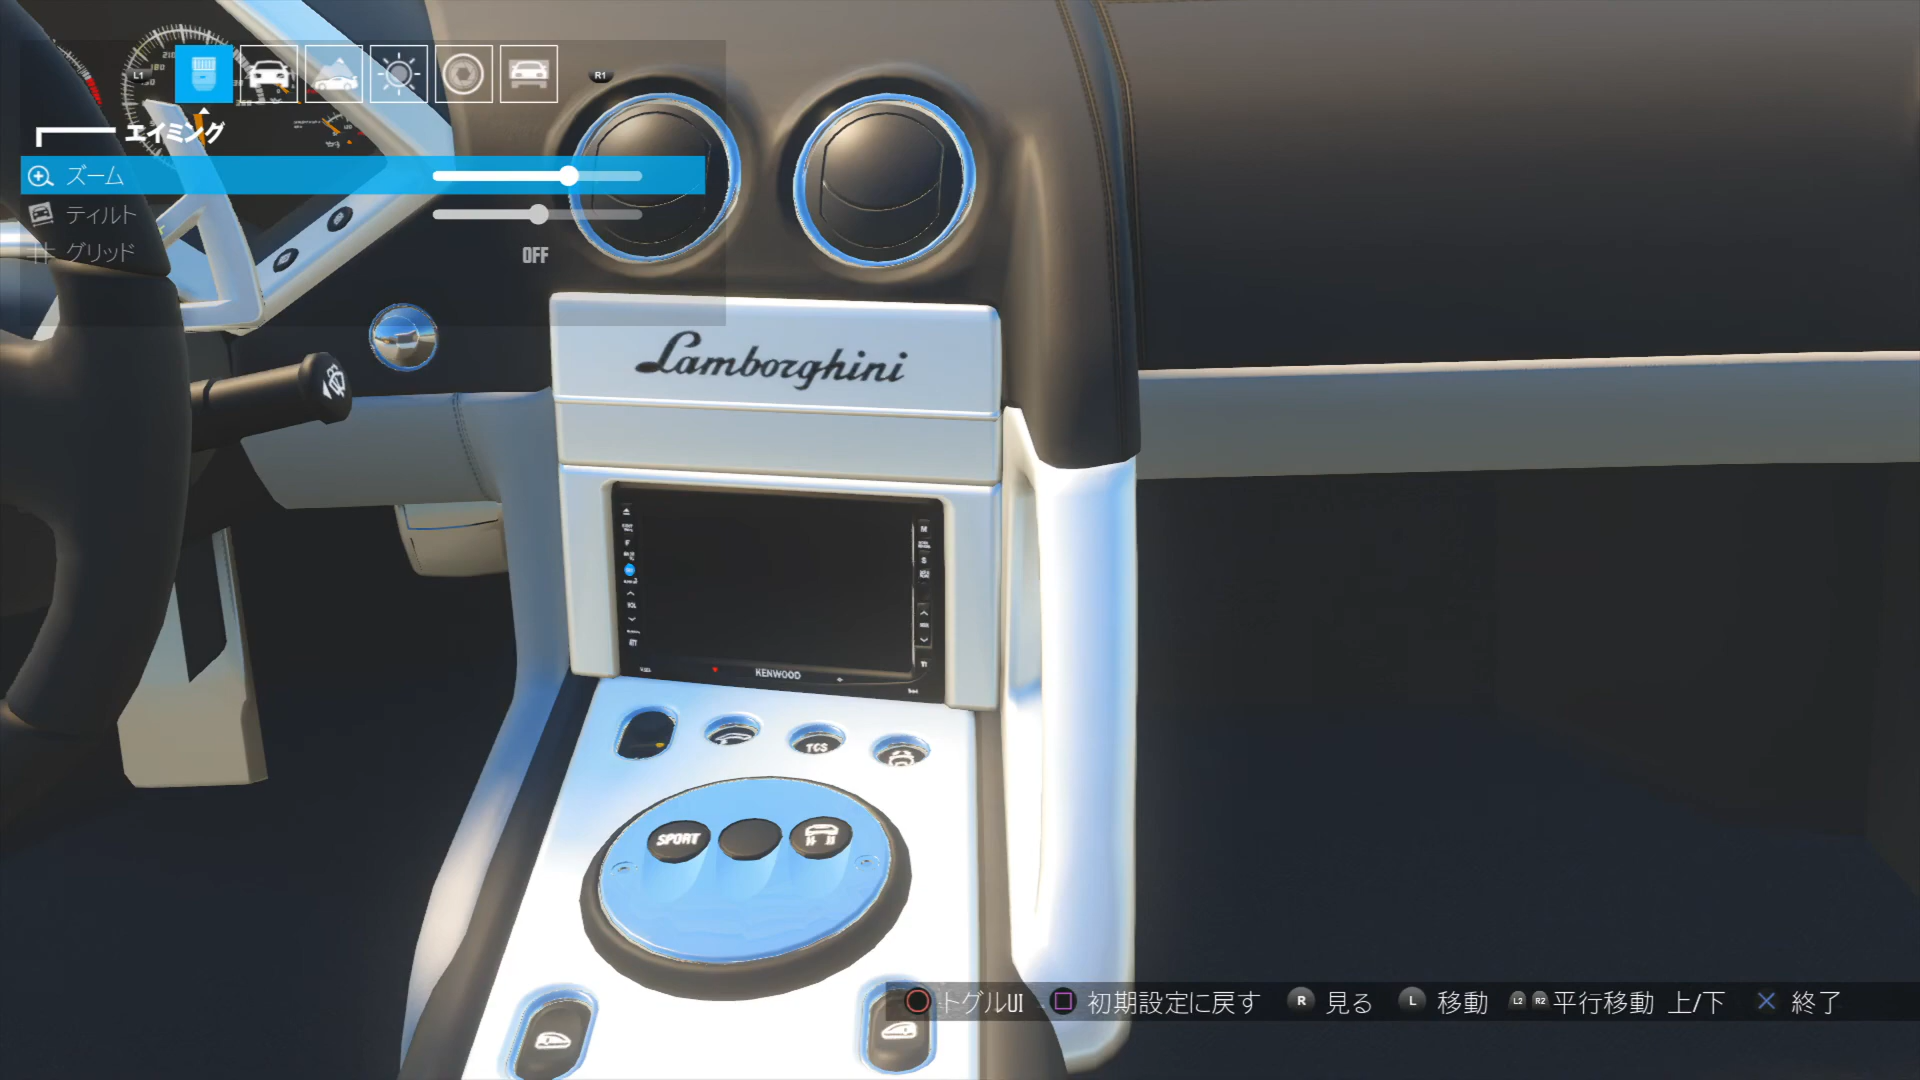 L1
R1
エイミング
ズーム
ティルト
グリッド
OFF
Lamborghini
KENWOOD
TCS
SPORT
トグルUI
初期設定に戻す
R 見る
L 移動
L2 R2 平行移動 上/下
終了